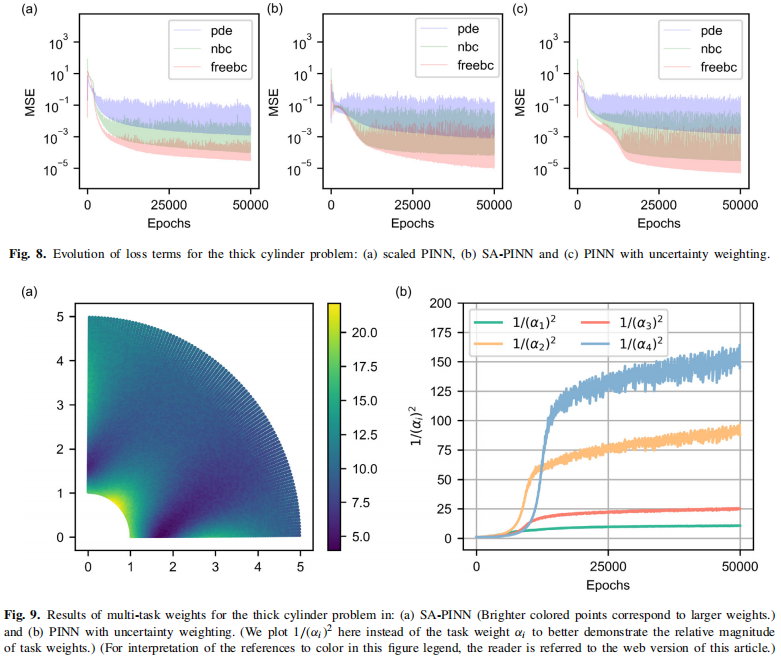 (a)
(b)
(c)
pde
nbc
freebc
pde
nbc
freebc
pde
nbc
freebc
MSE
10^3
10^1
10^−1
10^−3
10^−5
MSE
10^3
10^1
10^−1
10^−3
10^−5
MSE
10^3
10^1
10^−1
10^−3
10^−5
0
25000
50000
0
25000
50000
0
25000
50000
Epochs
Epochs
Epochs
Fig. 8. Evolution of loss terms for the thick cylinder problem: (a) scaled PINN, (b) SA-PINN and (c) PINN with uncertainty weighting.
(a)
5
4
3
2
1
0
0
1
2
3
4
5
20.0
17.5
15.0
12.5
10.0
7.5
5.0
(b)
1/(α₁)²
1/(α₃)²
1/(α₂)²
1/(α₄)²
1/(αᵢ)²
200
175
150
125
100
75
50
25
0
0
25000
50000
Epochs
Fig. 9. Results of multi-task weights for the thick cylinder problem in: (a) SA-PINN (Brighter colored points correspond to larger weights.)
and (b) PINN with uncertainty weighting. (We plot 1/(αᵢ)² here instead of the task weight αᵢ to better demonstrate the relative magnitude
of task weights.) (For interpretation of the references to color in this figure legend, the reader is referred to the web version of this article.)